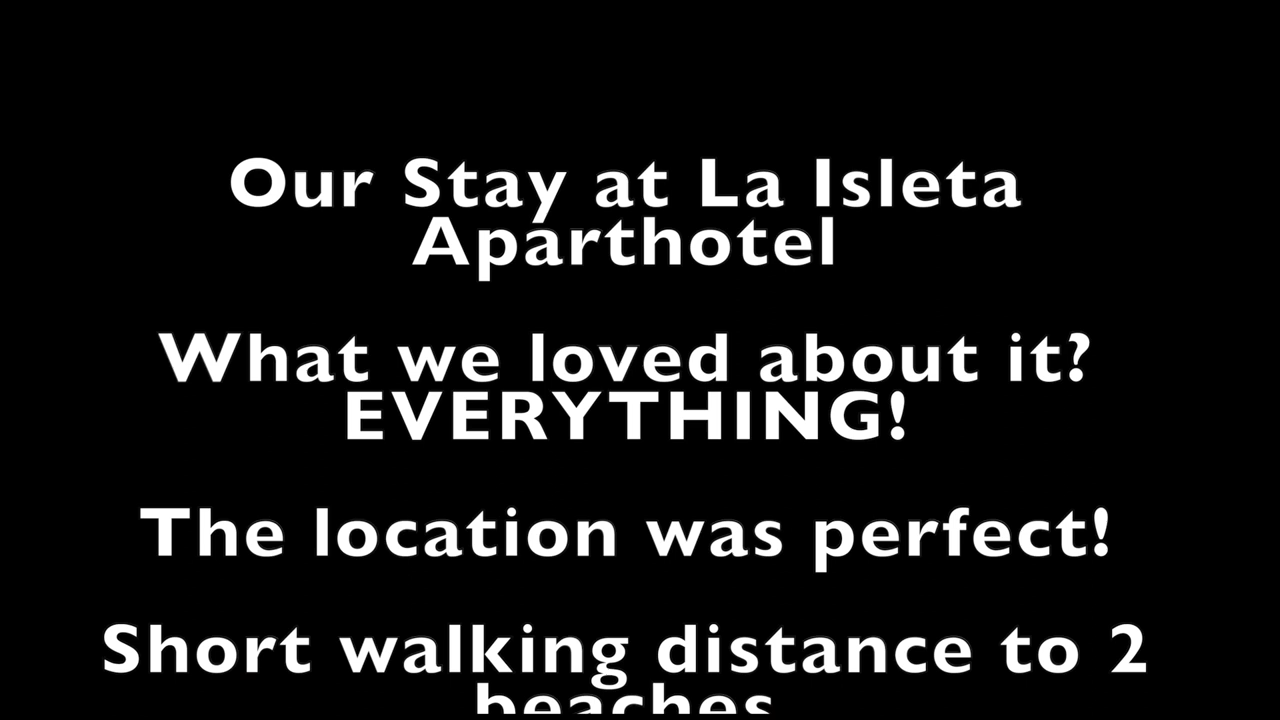 Our Stay at La Isleta
Aparthotel
What we loved about it?
EVERYTHING!
The location was perfect!
Short walking distance to 2
beaches